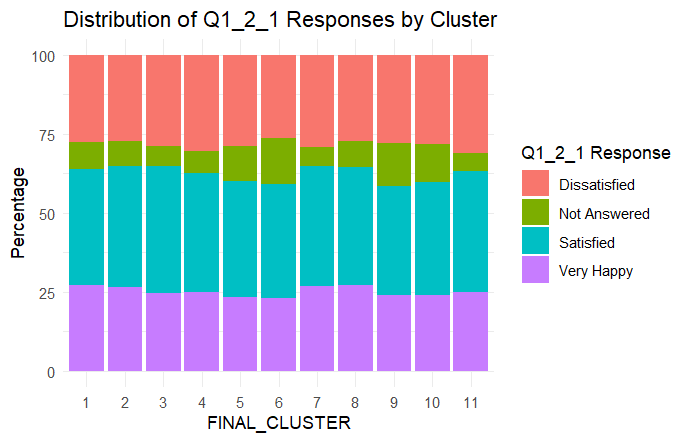 Distribution of Q1_2_1 Responses by Cluster
100
75
50
25
0
Percentage
1 2 3 4 5 6 7 8 9 10 11
FINAL_CLUSTER
Q1_2_1 Response
Dissatisfied
Not Answered
Satisfied
Very Happy